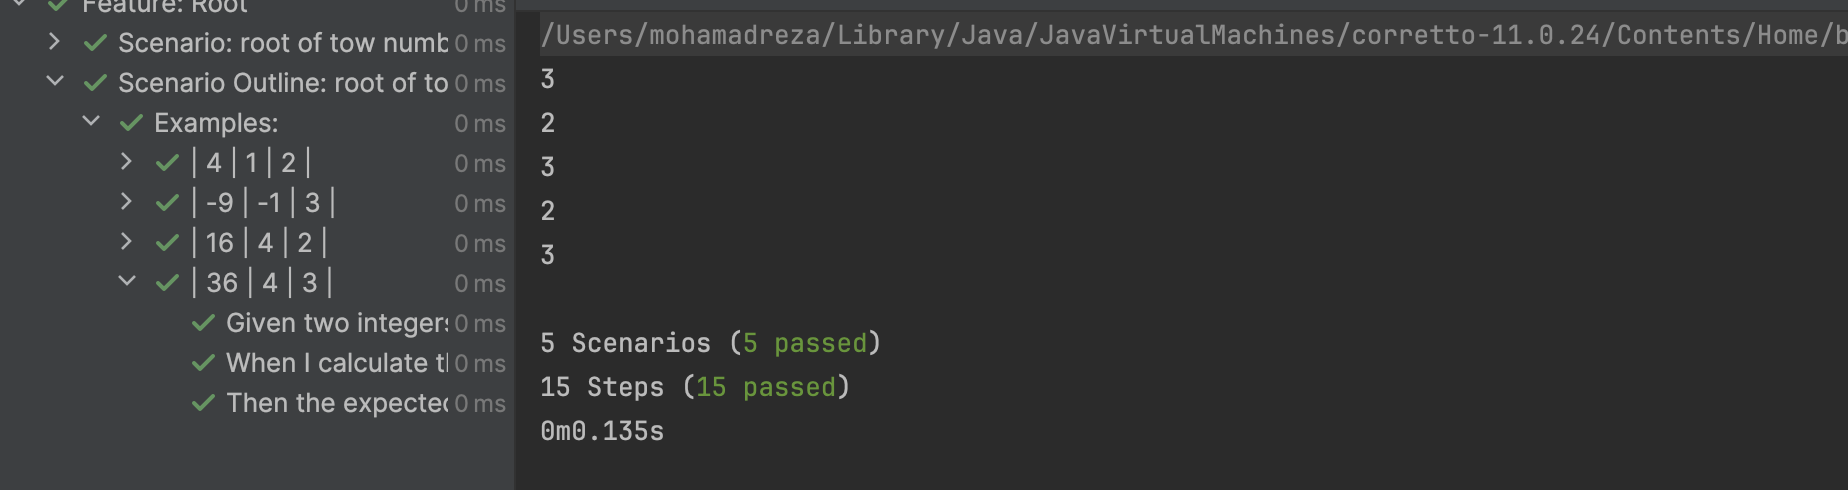 Feature: Root 0 ms
Scenario: root of tow numb 0 ms
Scenario Outline: root of to 0 ms
Examples: 0 ms
| 4 | 1 | 2 | 0 ms
| -9 | -1 | 3 | 0 ms
| 16 | 4 | 2 | 0 ms
| 36 | 4 | 3 | 0 ms
Given two integers 0 ms
When I calculate t 0 ms
Then the expected 0 ms
/Users/mohamadreza/Library/Java/JavaVirtualMachines/corretto-11.0.24/Contents/Home/b
3
2
3
2
3
5 Scenarios (5 passed)
15 Steps (15 passed)
0m0.135s